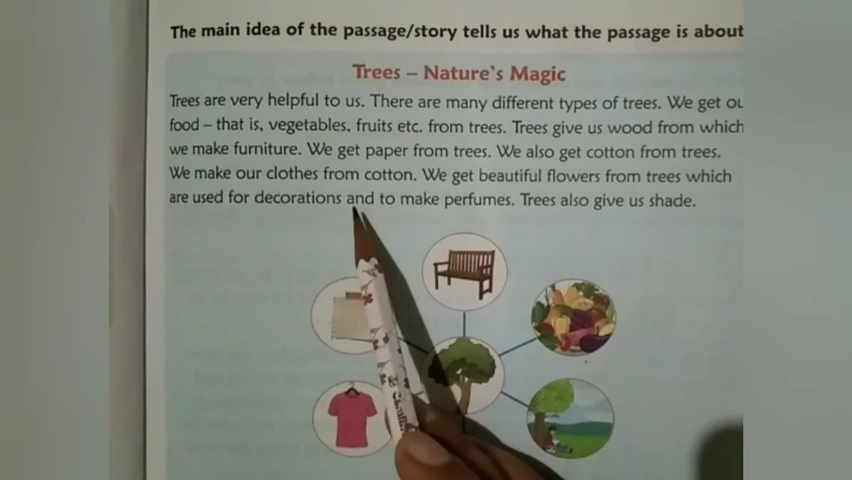 The main idea of the passage/story tells us what the passage is about
Trees – Nature's Magic
Trees are very helpful to us. There are many different types of trees. We get ou
food – that is, vegetables, fruits etc. from trees. Trees give us wood from which
we make furniture. We get paper from trees. We also get cotton from trees.
We make our clothes from cotton. We get beautiful flowers from trees which
are used for decorations and to make perfumes. Trees also give us shade.